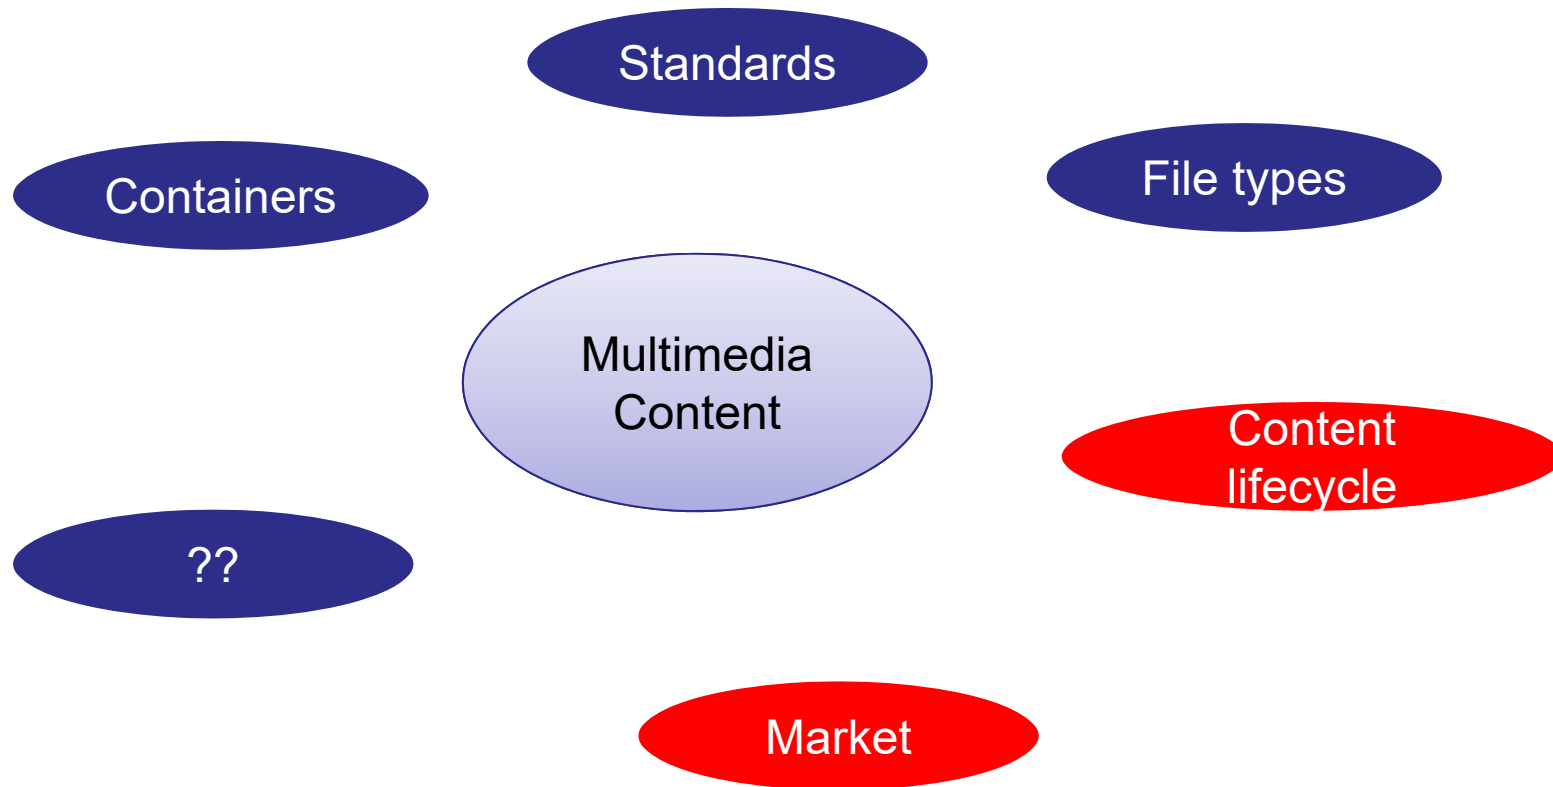 Standards
Containers
File types
Multimedia
Content
Content
lifecycle
??
Market